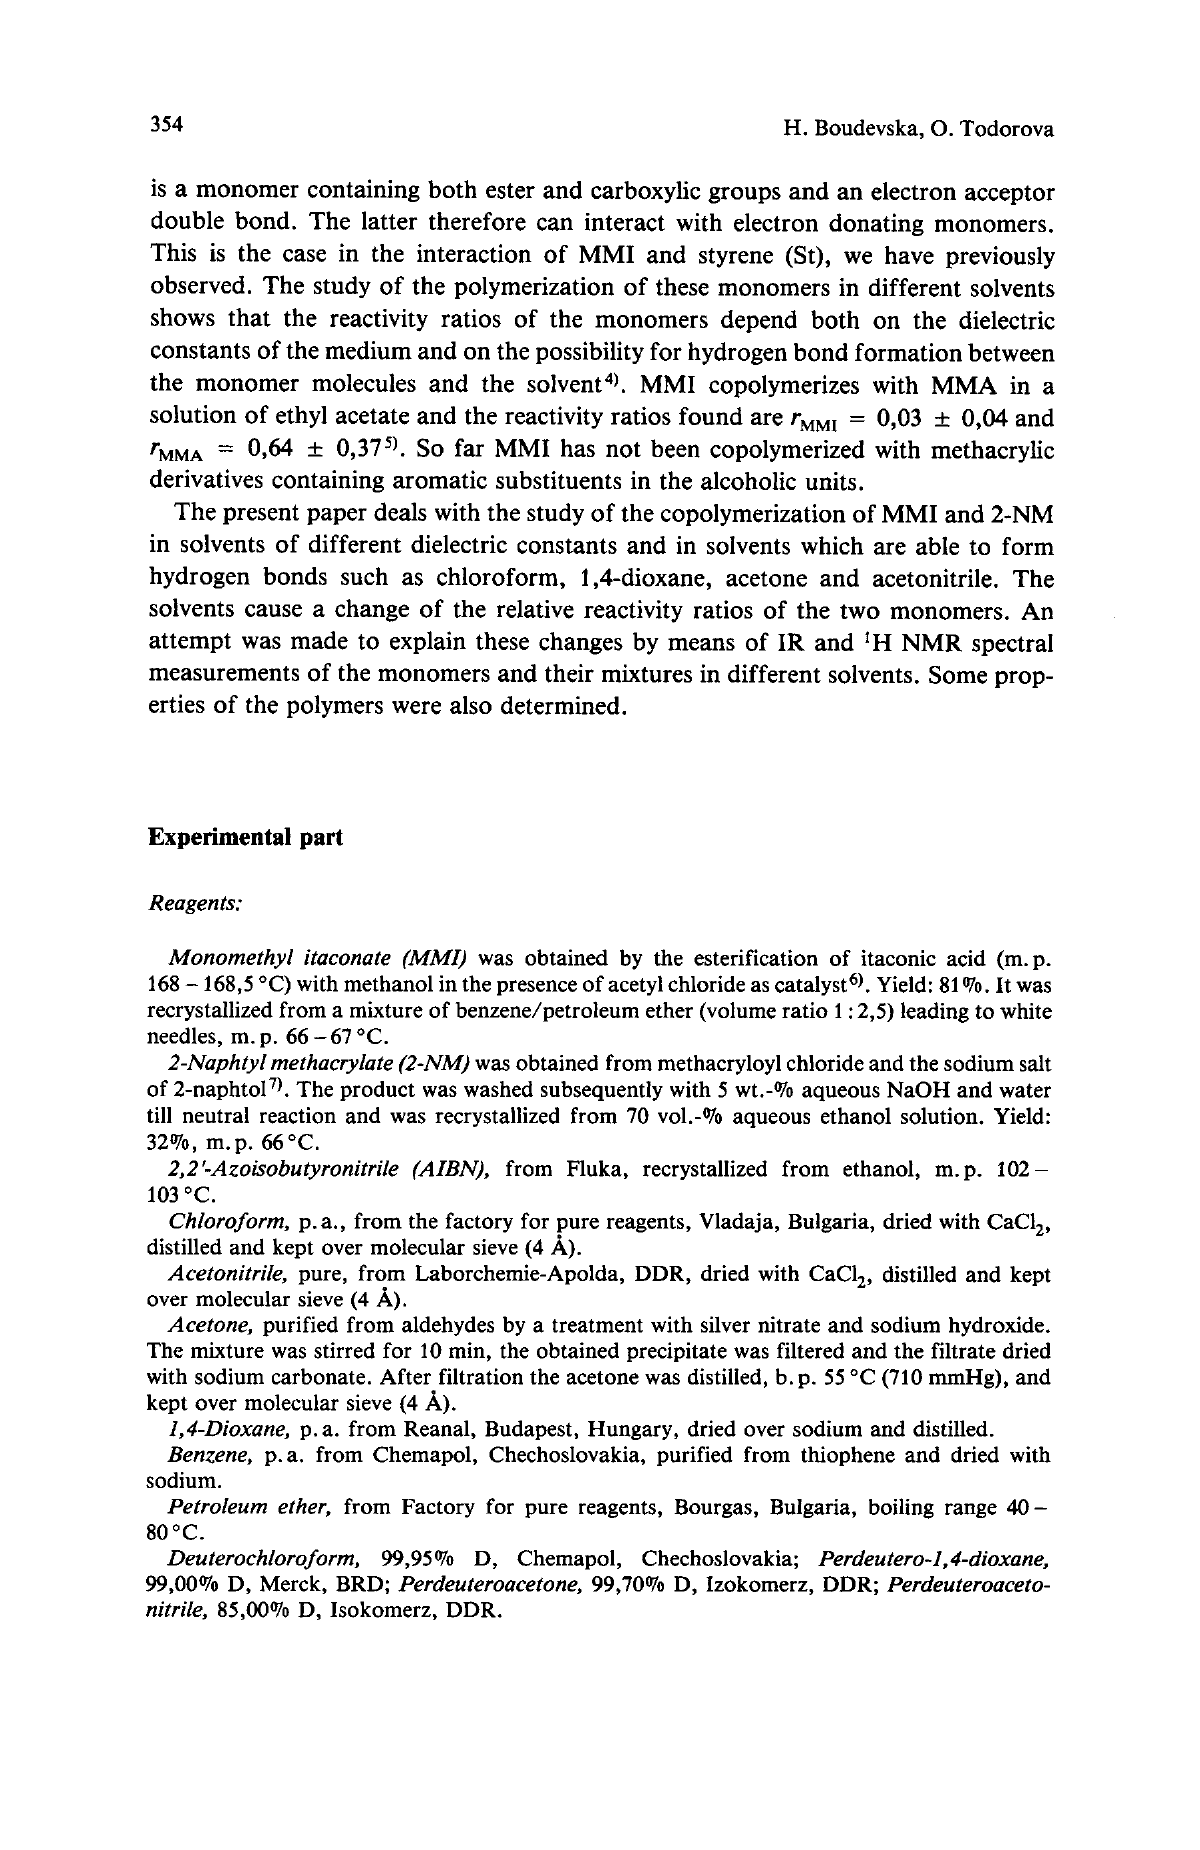 354
H. Boudevska, O. Todorova
is a monomer containing both ester and carboxylic groups and an electron acceptor
double bond. The latter therefore can interact with electron donating monomers.
This is the case in the interaction of MMI and styrene (St), we have previously
observed. The study of the polymerization of these monomers in different solvents
shows that the reactivity ratios of the monomers depend both on the dielectric
constants of the medium and on the possibility for hydrogen bond formation between
the monomer molecules and the solvent⁴⁾. MMI copolymerizes with MMA in a
solution of ethyl acetate and the reactivity ratios found are r_MMI = 0,03 ± 0,04 and
r_MMA = 0,64 ± 0,37⁵⁾. So far MMI has not been copolymerized with methacrylic
derivatives containing aromatic substituents in the alcoholic units.
The present paper deals with the study of the copolymerization of MMI and 2-NM
in solvents of different dielectric constants and in solvents which are able to form
hydrogen bonds such as chloroform, 1,4-dioxane, acetone and acetonitrile. The
solvents cause a change of the relative reactivity ratios of the two monomers. An
attempt was made to explain these changes by means of IR and ¹H NMR spectral
measurements of the monomers and their mixtures in different solvents. Some prop-
erties of the polymers were also determined.
Experimental part
Reagents:
Monomethyl itaconate (MMI) was obtained by the esterification of itaconic acid (m. p.
168 – 168,5 °C) with methanol in the presence of acetyl chloride as catalyst⁶⁾. Yield: 81%. It was
recrystallized from a mixture of benzene/petroleum ether (volume ratio 1 : 2,5) leading to white
needles, m. p. 66 – 67 °C.
2-Naphtyl methacrylate (2-NM) was obtained from methacryloyl chloride and the sodium salt
of 2-naphtol⁷⁾. The product was washed subsequently with 5 wt.-% aqueous NaOH and water
till neutral reaction and was recrystallized from 70 vol.-% aqueous ethanol solution. Yield:
32%, m. p. 66 °C.
2,2'-Azoisobutyronitrile (AIBN), from Fluka, recrystallized from ethanol, m. p. 102 –
103 °C.
Chloroform, p. a., from the factory for pure reagents, Vladaja, Bulgaria, dried with CaCl₂,
distilled and kept over molecular sieve (4 Å).
Acetonitrile, pure, from Laborchemie-Apolda, DDR, dried with CaCl₂, distilled and kept
over molecular sieve (4 Å).
Acetone, purified from aldehydes by a treatment with silver nitrate and sodium hydroxide.
The mixture was stirred for 10 min, the obtained precipitate was filtered and the filtrate dried
with sodium carbonate. After filtration the acetone was distilled, b. p. 55 °C (710 mmHg), and
kept over molecular sieve (4 Å).
1,4-Dioxane, p. a. from Reanal, Budapest, Hungary, dried over sodium and distilled.
Benzene, p. a. from Chemapol, Chechoslovakia, purified from thiophene and dried with
sodium.
Petroleum ether, from Factory for pure reagents, Bourgas, Bulgaria, boiling range 40 –
80 °C.
Deuterochloroform, 99,95% D, Chemapol, Chechoslovakia; Perdeutero-1,4-dioxane,
99,00% D, Merck, BRD; Perdeuteroacetone, 99,70% D, Izokomerz, DDR; Perdeuteroaceto-
nitrile, 85,00% D, Isokomerz, DDR.